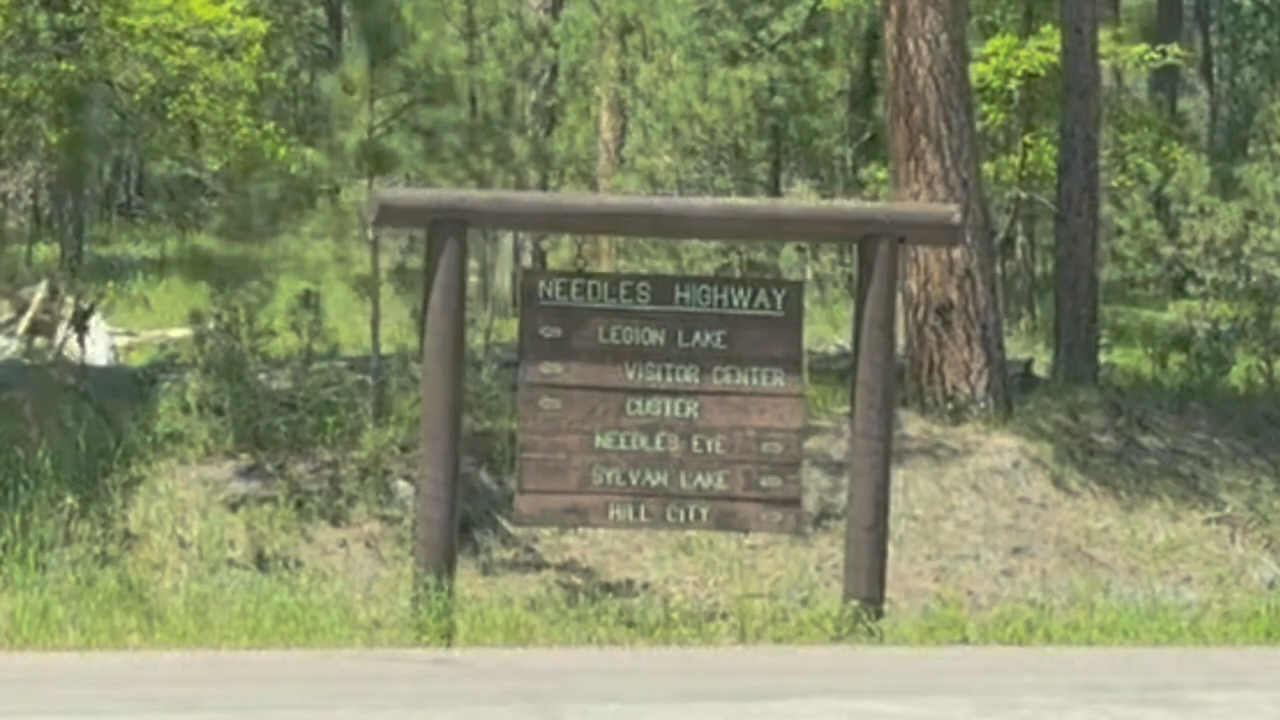 NEEDLES HIGHWAY
LEGION LAKE
VISITOR CENTER
CUSTER
NEEDLES EYE
SYLVAN LAKE
HILL CITY